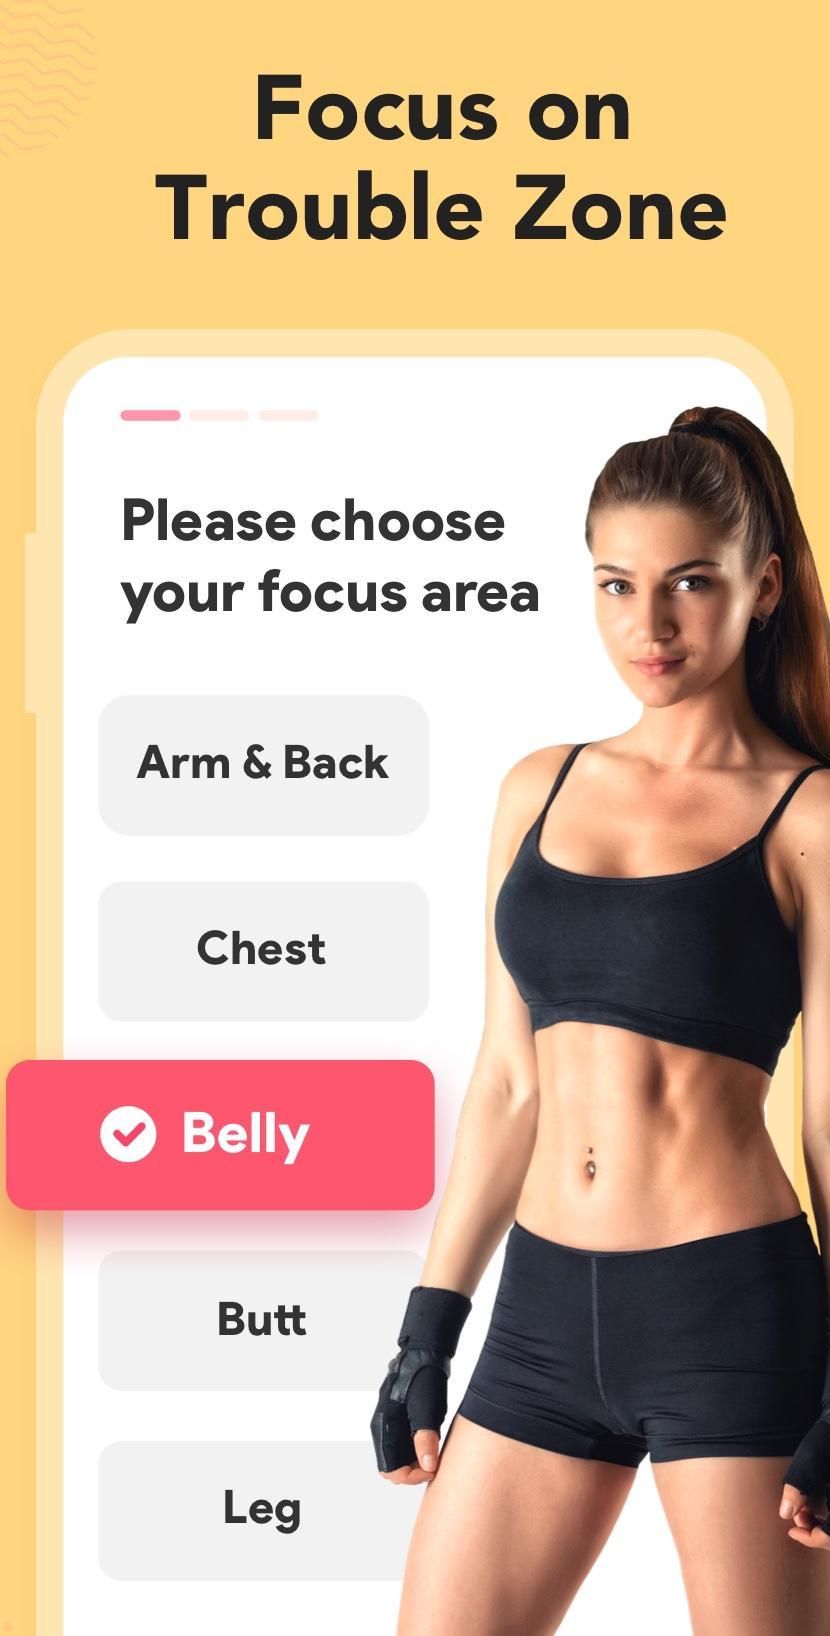 Focus on
Trouble Zone
Please choose
your focus area
Arm & Back
Chest
Belly
Butt
Leg